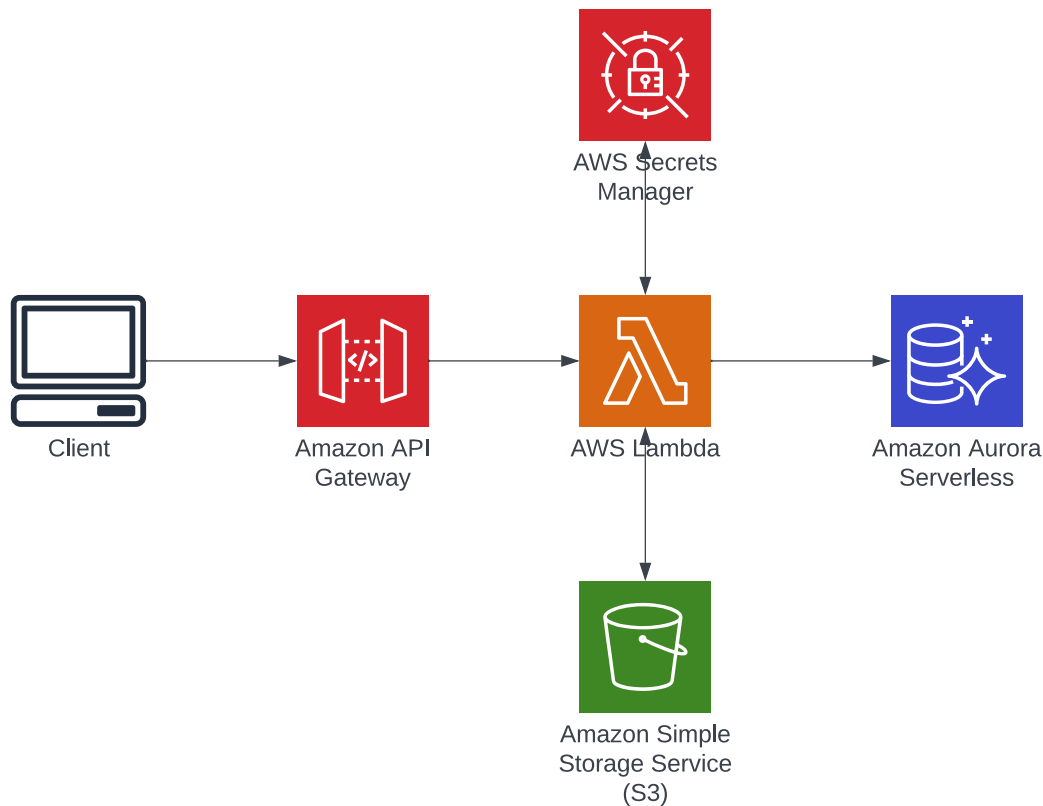 AWS Secrets
Manager
</>
Client
Amazon API
Gateway
AWS Lambda
Amazon Aurora
Serverless
Amazon Simple
Storage Service
(S3)